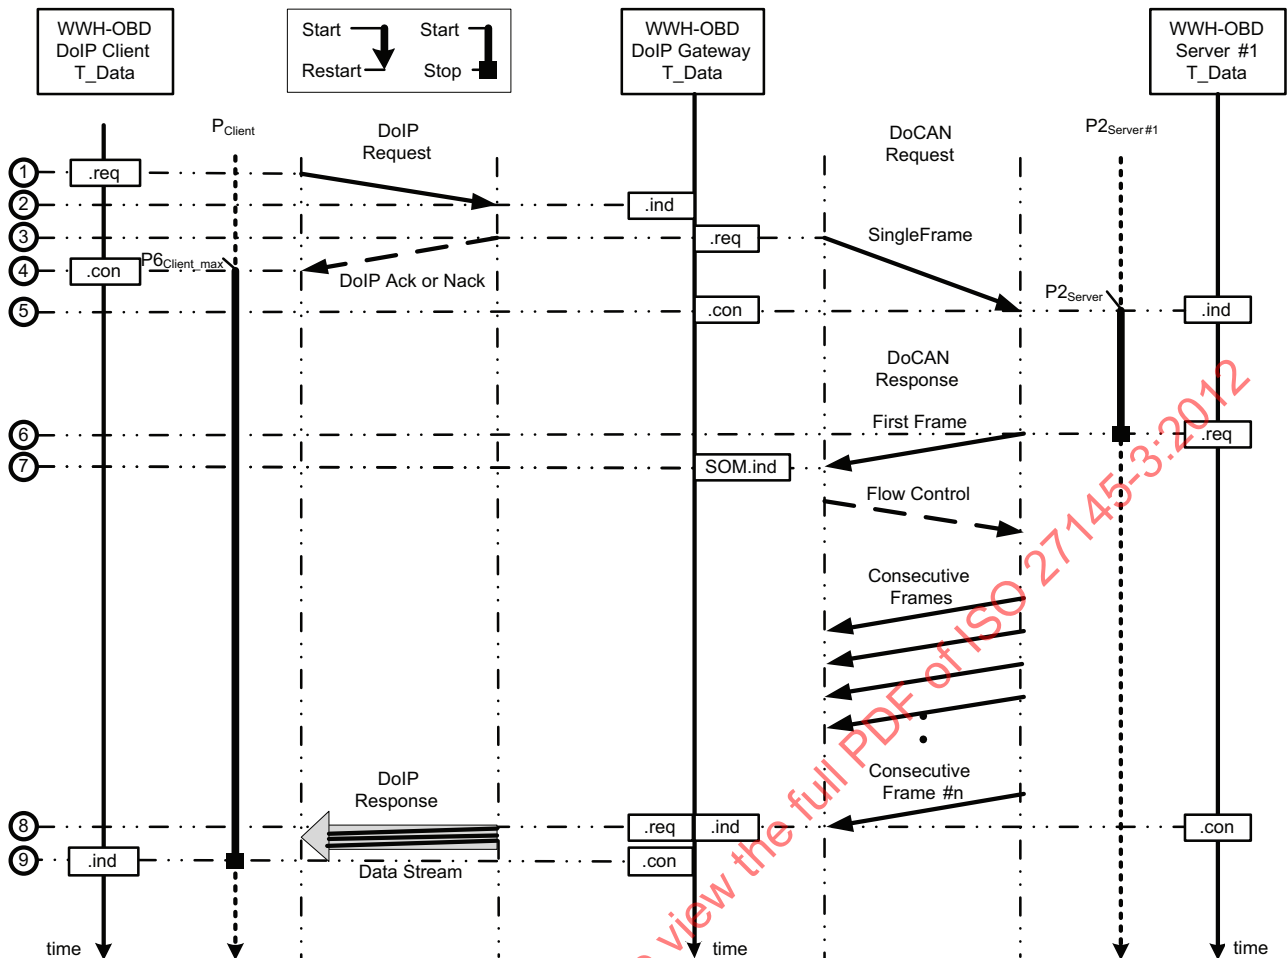 WWH-OBD
DoIP Client
T_Data
Start
Restart
Start
Stop
WWH-OBD
DoIP Gateway
T_Data
WWH-OBD
Server #1
T_Data
PClient
DoIP
Request
DoCAN
Request
P2Server#1
1
.req
2
.ind
3
.req
SingleFrame
4
.con
P6Client_max
DoIP Ack or Nack
5
.con
P2Server
.ind
DoCAN
Response
6
First Frame
.req
7
SOM.ind
Flow Control
Consecutive
Frames
Consecutive
Frame #n
DoIP
Response
8
.req
.ind
.con
9
.ind
Data Stream
.con
time
time
time
view the full PDF of ISO 27145-3:2012